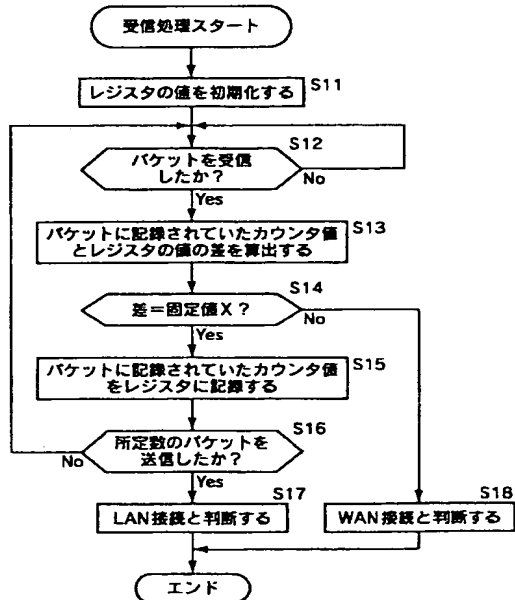 受信処理スタート
レジスタの値を初期化する
S11
S12
パケットを受信
したか？
No
Yes
パケットに記録されていたカウンタ値
とレジスタの値の差を算出する
S13
S14
差＝固定値X？
No
Yes
パケットに記録されていたカウンタ値
をレジスタに記録する
S15
S16
所定数のパケットを
送信したか？
No
Yes
S17
LAN接続と判断する
S18
WAN接続と判断する
エンド